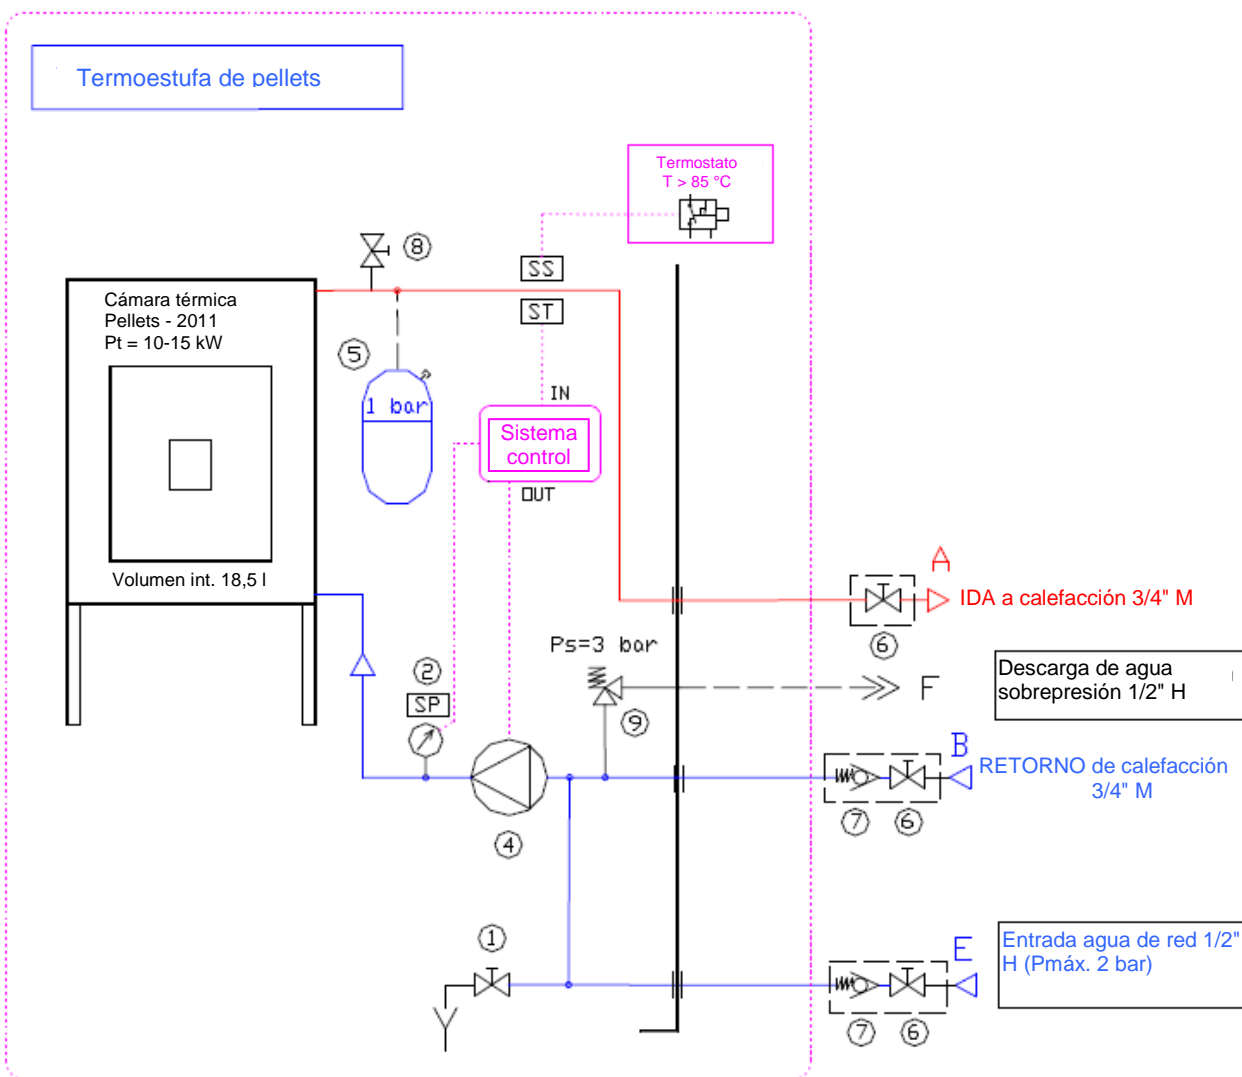 Termoestufa de pellets
Termostato
T > 85 °C
8
SS
Cámara térmica
Pellets - 2011
Pt = 10-15 kW
ST
5
IN
1 bar
Sistema
control
OUT
Volumen int. 18,5 l
A
IDA a calefacción 3/4" M
6
Ps=3 bar
2
SP
Descarga de agua
sobrepresión 1/2" H
F
9
B
RETORNO de calefacción
3/4" M
7 6
4
1
E
Entrada agua de red 1/2"
H (Pmáx. 2 bar)
7 6